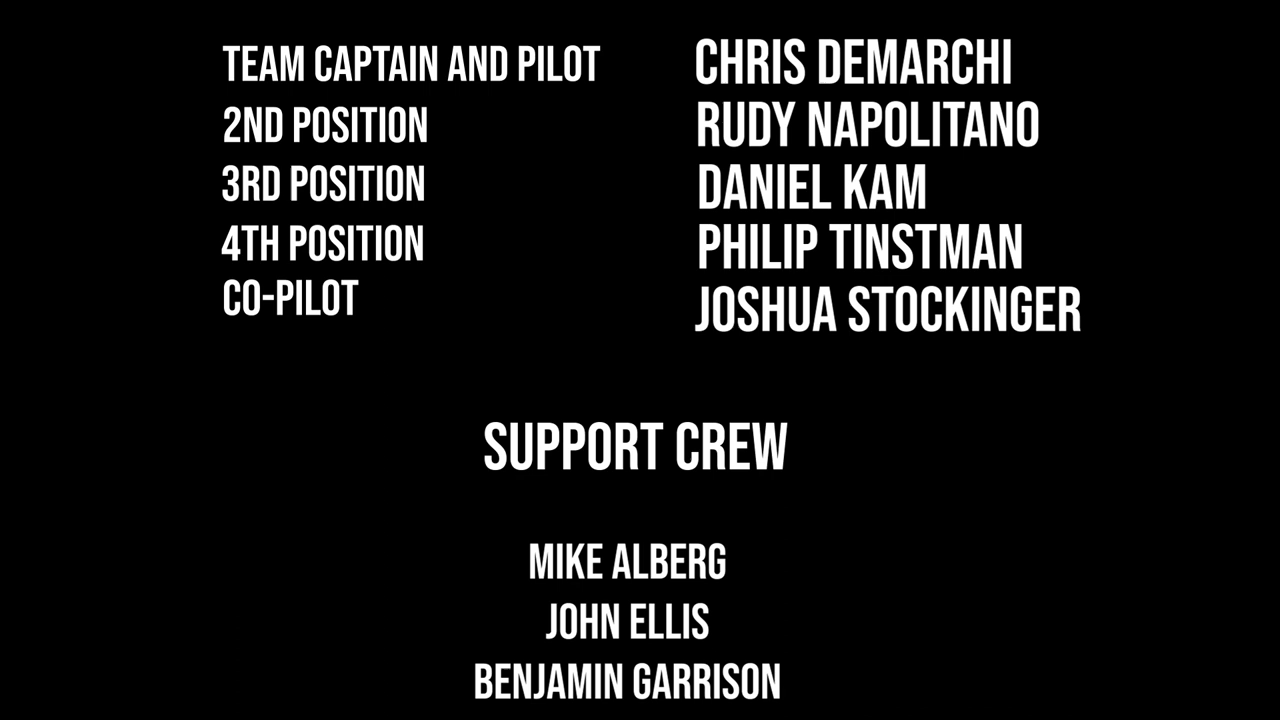 TEAM CAPTAIN AND PILOT CHRIS DEMARCHI
2ND POSITION RUDY NAPOLITANO
3RD POSITION DANIEL KAM
4TH POSITION PHILIP TINSTMAN
CO-PILOT JOSHUA STOCKINGER
SUPPORT CREW
MIKE ALBERG
JOHN ELLIS
BENJAMIN GARRISON